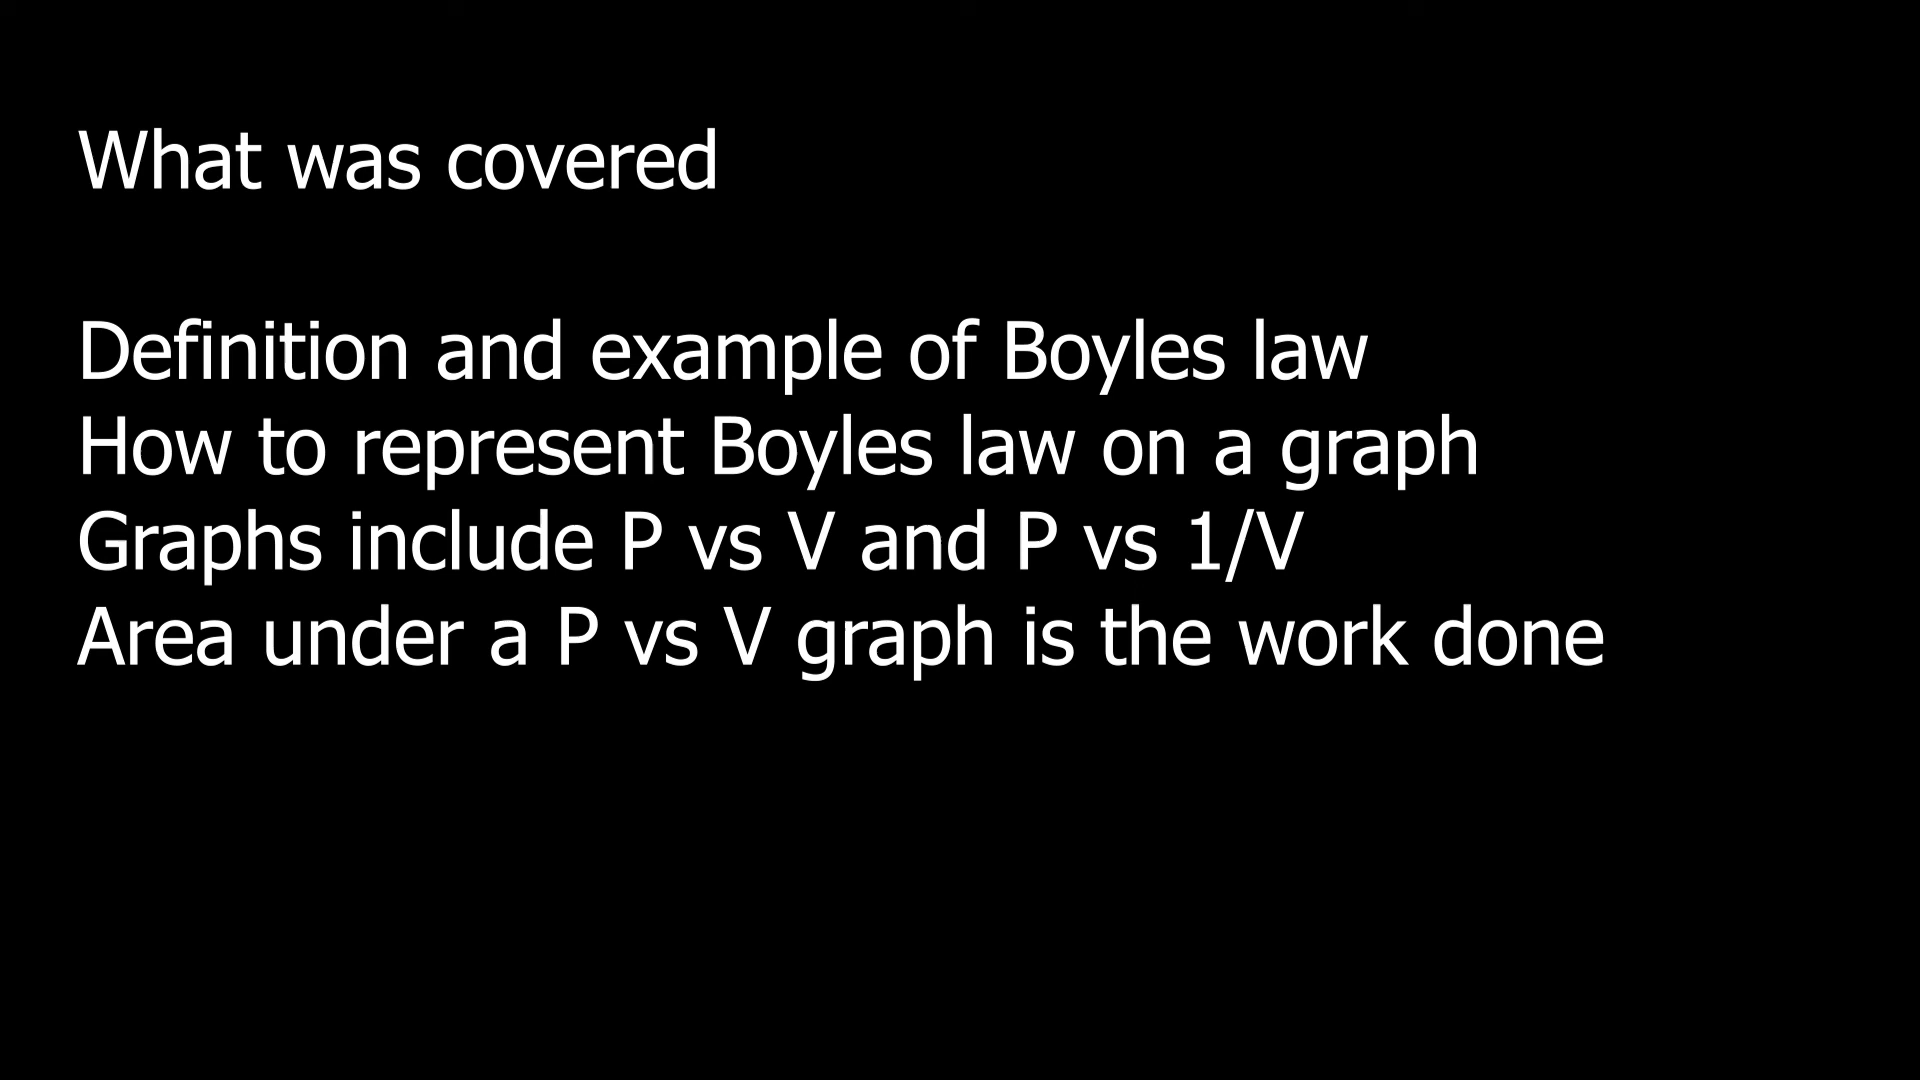 What was covered
Definition and example of Boyles law
How to represent Boyles law on a graph
Graphs include P vs V and P vs 1/V
Area under a P vs V graph is the work done